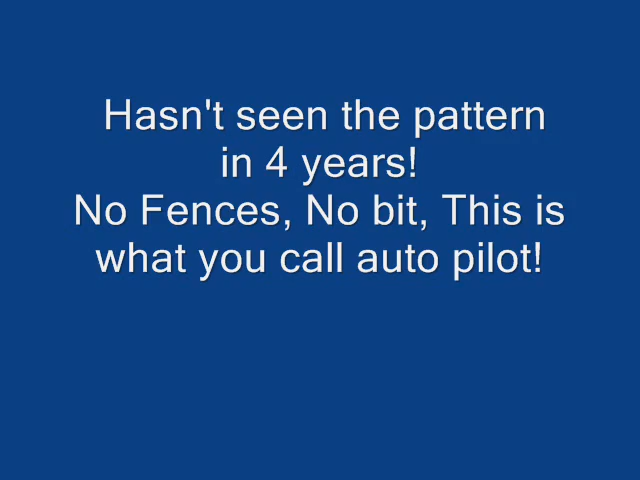 Hasn't seen the pattern
in 4 years!
No Fences, No bit, This is
what you call auto pilot!